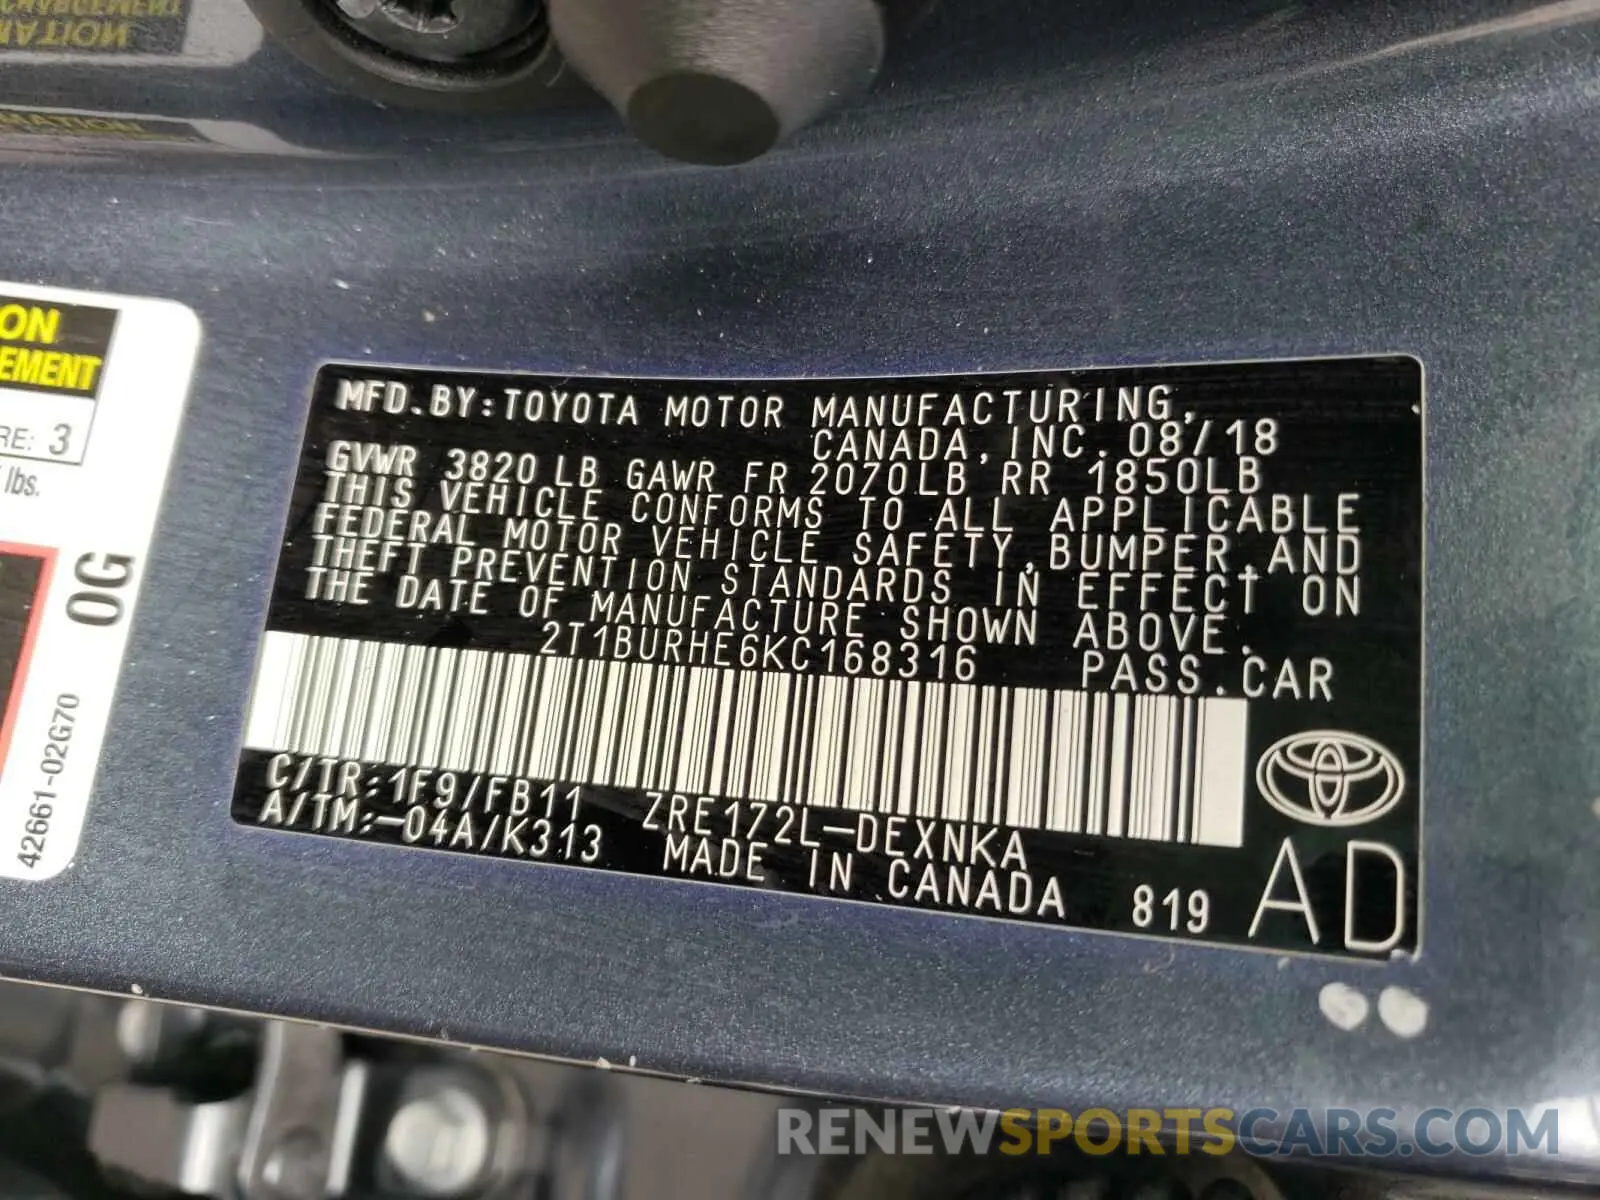 MFD.BY:TOYOTA MOTOR MANUFACTURING,
CANADA,INC. 08/18
GVWR 3820LB GAWR FR 2070LB RR 1850LB
THIS VEHICLE CONFORMS TO ALL APPLICABLE
FEDERAL MOTOR VEHICLE SAFETY,BUMPER,AND
THEFT PREVENTION STANDARDS IN EFFECT ON
THE DATE OF MANUFACTURE SHOWN ABOVE.
2T1BURHE6KC168316 PASS.CAR
C/TR:1F9/FB11 ZRE172L-DEXNKA
A/TM:-04A/K313 MADE IN CANADA 819
AD
ON
EMENT
RE: 3
lbs.
0G
42661-02G70
MATION
RENEWSPORTSCARS.COM